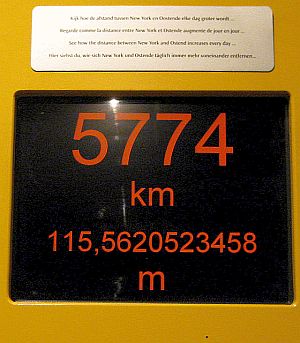 Kijk hoe de afstand tussen New York en Oostende elke dag groter wordt ...
Regarde comme la distance entre New York et Ostende augmente de jour en jour ...
See how the distance between New York and Ostend increases every day ...
Hier siehst du, wie sich New York und Ostende täglich immer mehr voneinander entfernen...
5774
km
115,5620523458
m